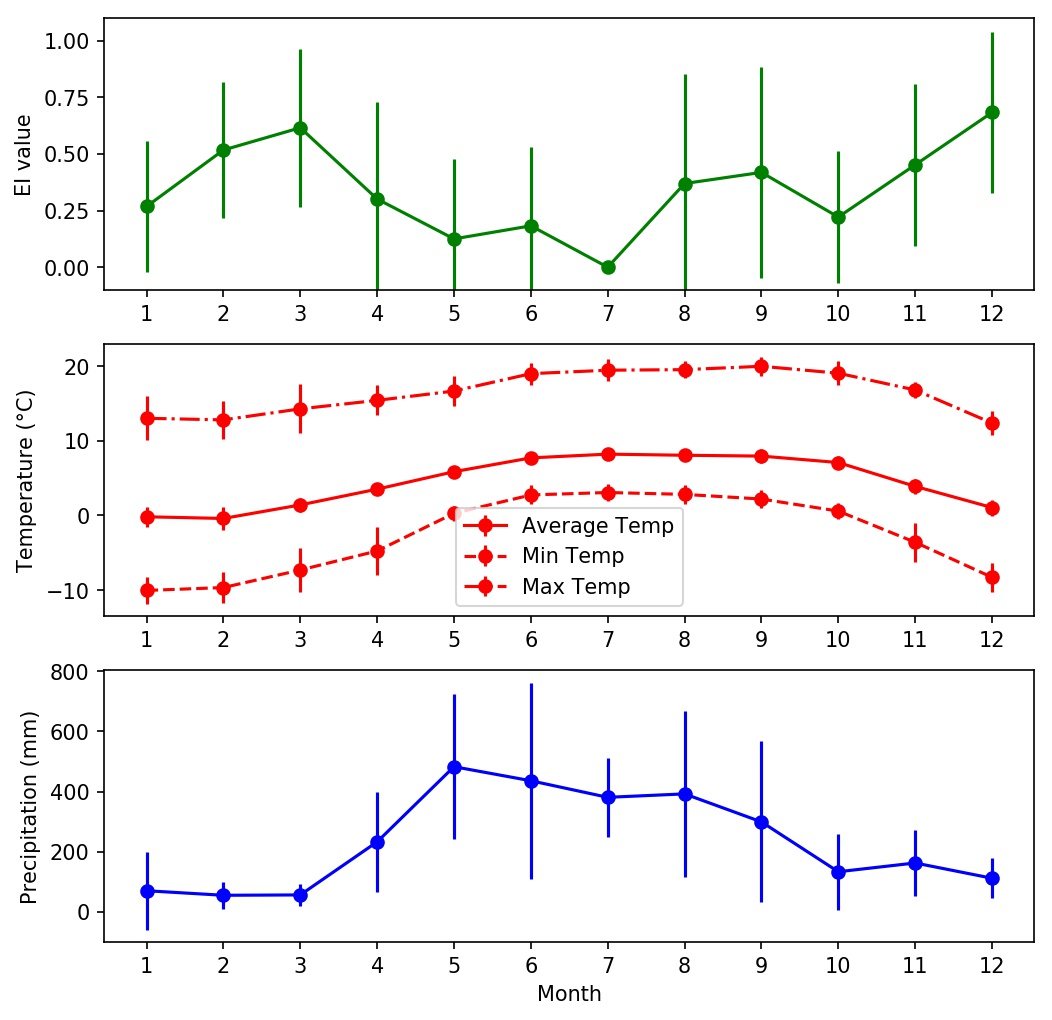 EI value
1.00
0.75
0.50
0.25
0.00
1 2 3 4 5 6 7 8 9 10 11 12
Temperature (°C)
20
10
0
−10
Average Temp
Min Temp
Max Temp
1 2 3 4 5 6 7 8 9 10 11 12
Precipitation (mm)
800
600
400
200
0
1 2 3 4 5 6 7 8 9 10 11 12
Month